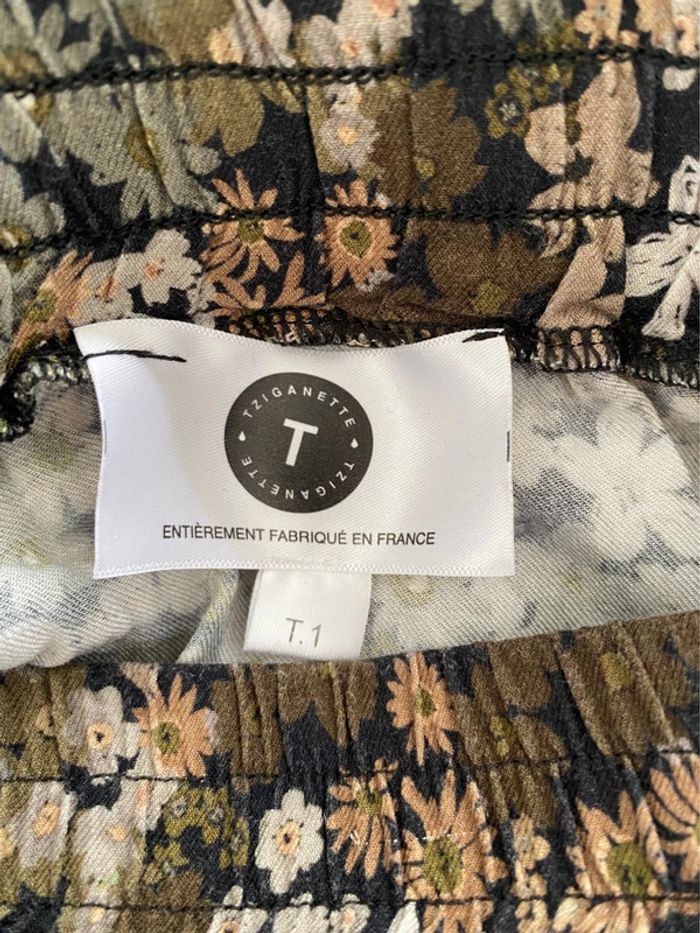 TZIGANETTE
T
TZIGANETTE
ENTIÈREMENT FABRIQUÉ EN FRANCE
T.1